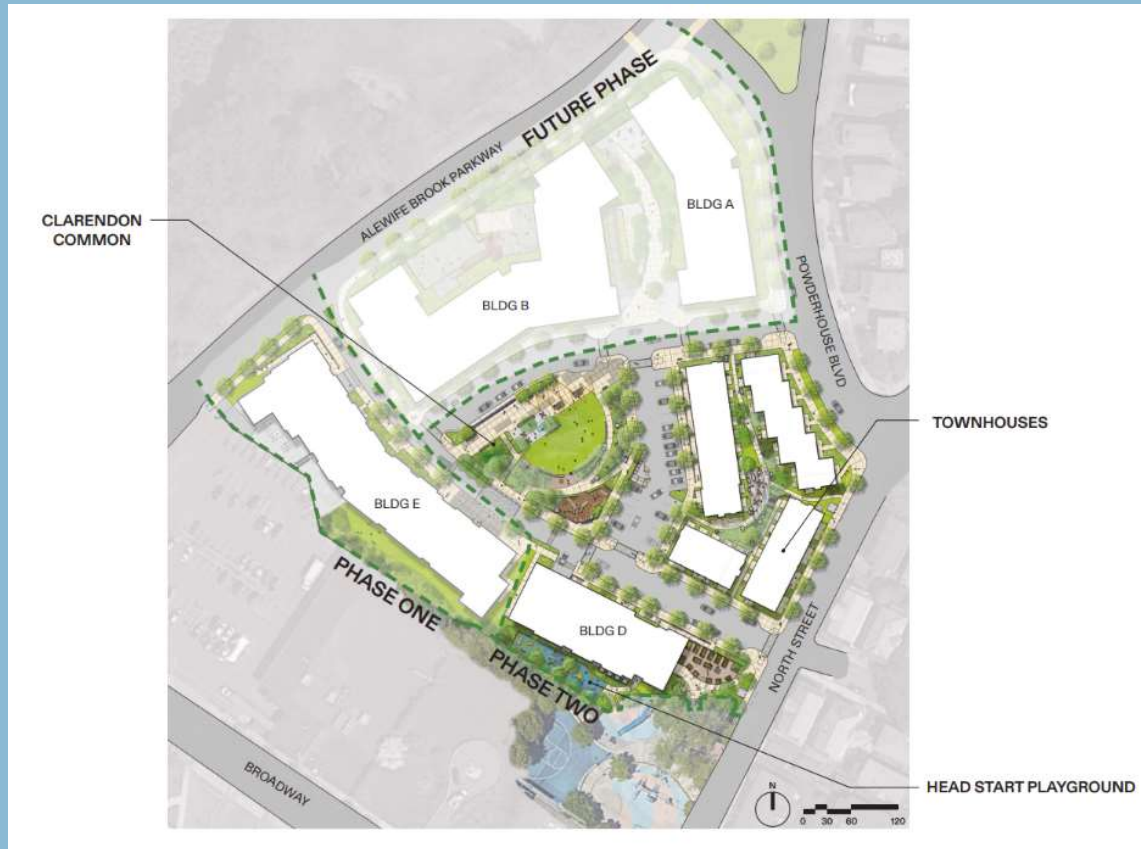 FUTURE PHASE
ALEWIFE BROOK PARKWAY
BLDG A
CLARENDON
COMMON
POWDERHOUSE BLVD
BLDG B
TOWNHOUSES
BLDG E
PHASE ONE
BLDG D
PHASE TWO
NORTH STREET
BROADWAY
HEAD START PLAYGROUND
N
0 30 60 120